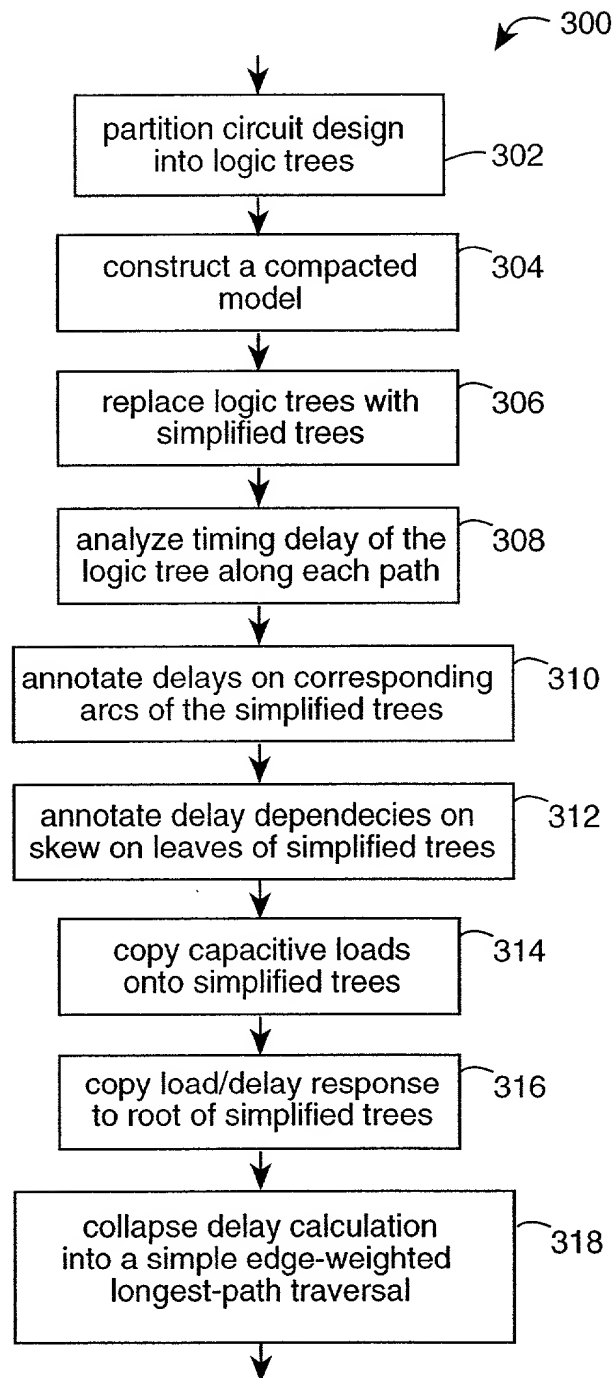 300
partition circuit design
into logic trees
302
construct a compacted
model
304
replace logic trees with
simplified trees
306
analyze timing delay of the
logic tree along each path
308
annotate delays on corresponding
arcs of the simplified trees
310
annotate delay dependecies on
skew on leaves of simplified trees
312
copy capacitive loads
onto simplified trees
314
copy load/delay response
to root of simplified trees
316
collapse delay calculation
into a simple edge-weighted
longest-path traversal
318